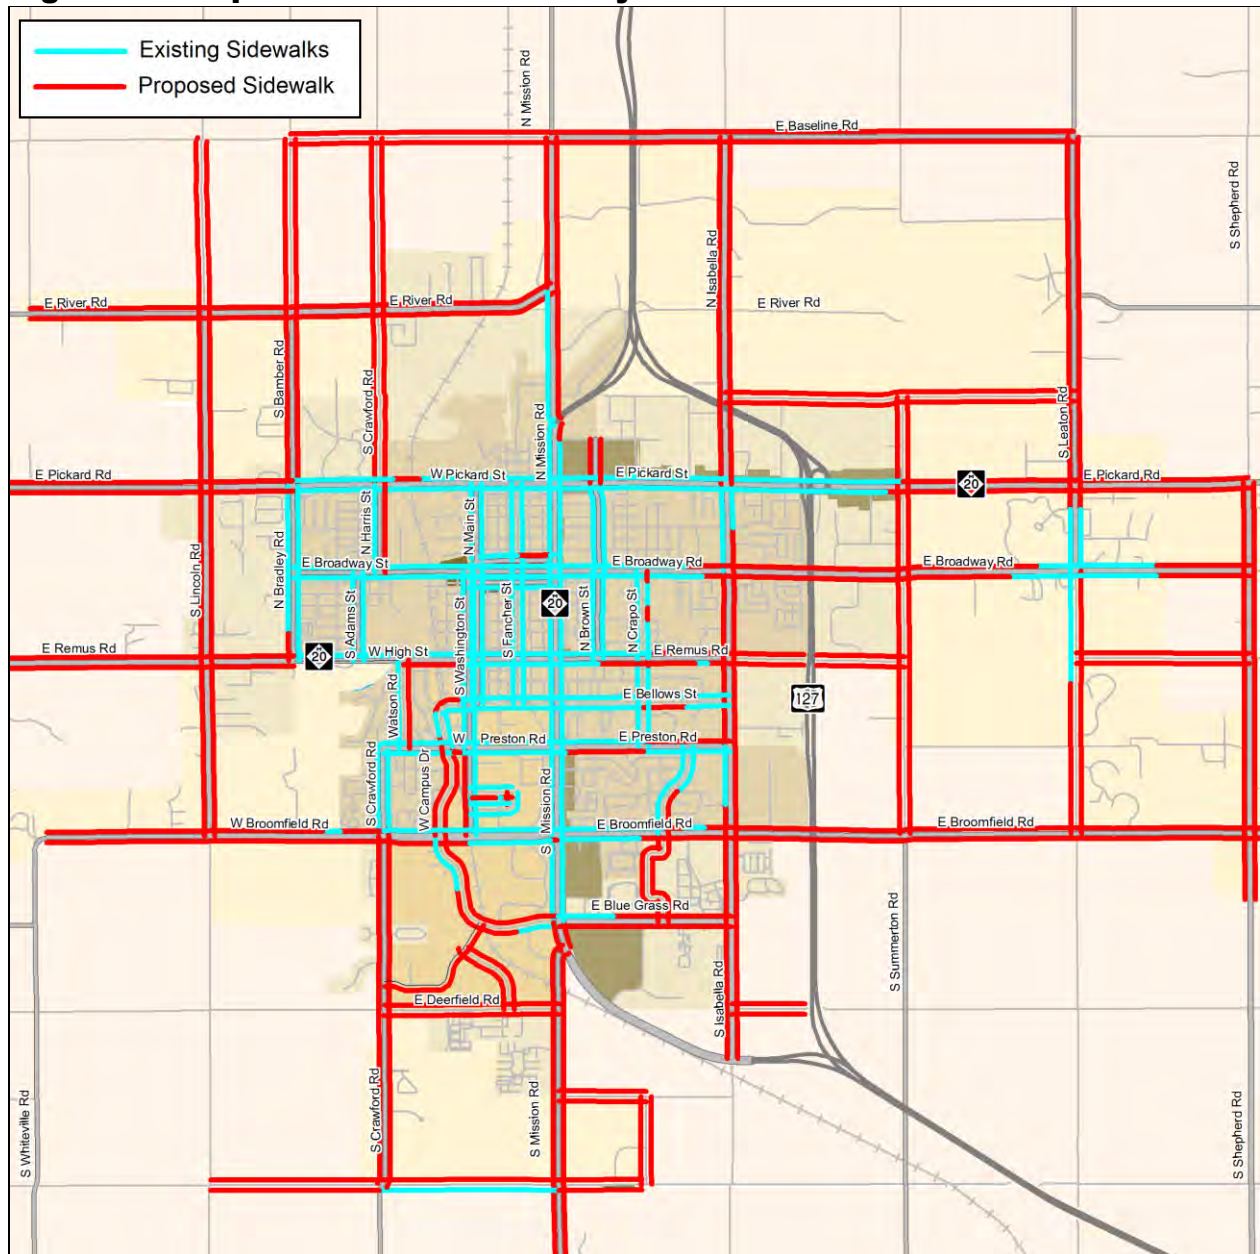 Existing Sidewalks
Proposed Sidewalk
N Mission Rd
E Baseline Rd
S Shepherd Rd
N Isabella Rd
E River Rd
E River Rd
E River Rd
S Bamber Rd
S Crawford Rd
N Mission Rd
S Leaton Rd
E Pickard Rd
W Pickard St
E Pickard St
20
E Pickard Rd
N Harris St
N Main St
N Bradley Rd
S Lincoln Rd
E Broadway St
E Broadway Rd
E Broadway Rd
S Adams St
S Washington St
S Fancher St
20
N Brown St
N Crapo St
E Remus Rd
20
W High St
E Remus Rd
Watson Rd
E Bellows St
127
W Preston Rd
E Preston Rd
S Crawford Rd
W Campus Dr
S Mission Rd
W Broomfield Rd
E Broomfield Rd
E Broomfield Rd
E Blue Grass Rd
S Summerton Rd
S Isabella Rd
E Deerfield Rd
S Whiteville Rd
S Crawford Rd
S Mission Rd
S Shepherd Rd